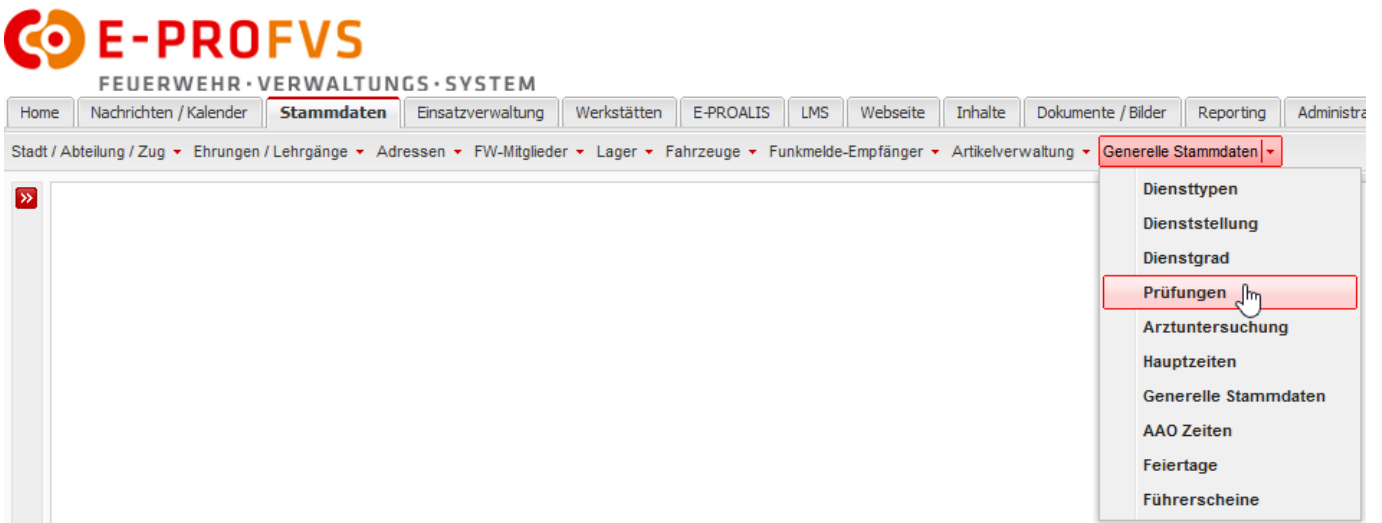 E-PROFVS
FEUERWEHR·VERWALTUNGS·SYSTEM
Home Nachrichten / Kalender Stammdaten Einsatzverwaltung Werkstätten E-PROALIS LMS Webseite Inhalte Dokumente / Bilder Reporting Administra
Stadt / Abteilung / Zug Ehrungen / Lehrgänge Adressen FW-Mitglieder Lager Fahrzeuge Funkmelde-Empfänger Artikelverwaltung Generelle Stammdaten
Diensttypen
Dienststellung
Dienstgrad
Prüfungen
Arztuntersuchung
Hauptzeiten
Generelle Stammdaten
AAO Zeiten
Feiertage
Führerscheine